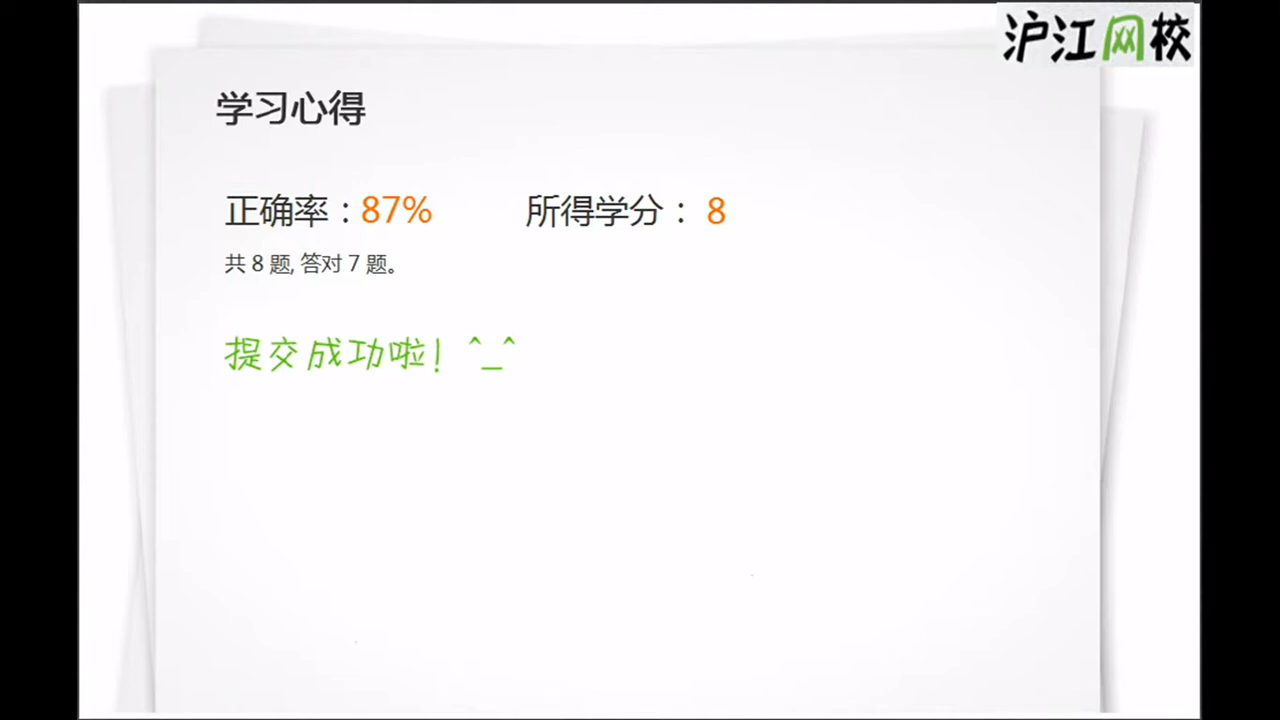 沪江网校
学习心得
正确率：87% 所得学分： 8
共 8 题, 答对 7 题。
提交成功啦! ^_^